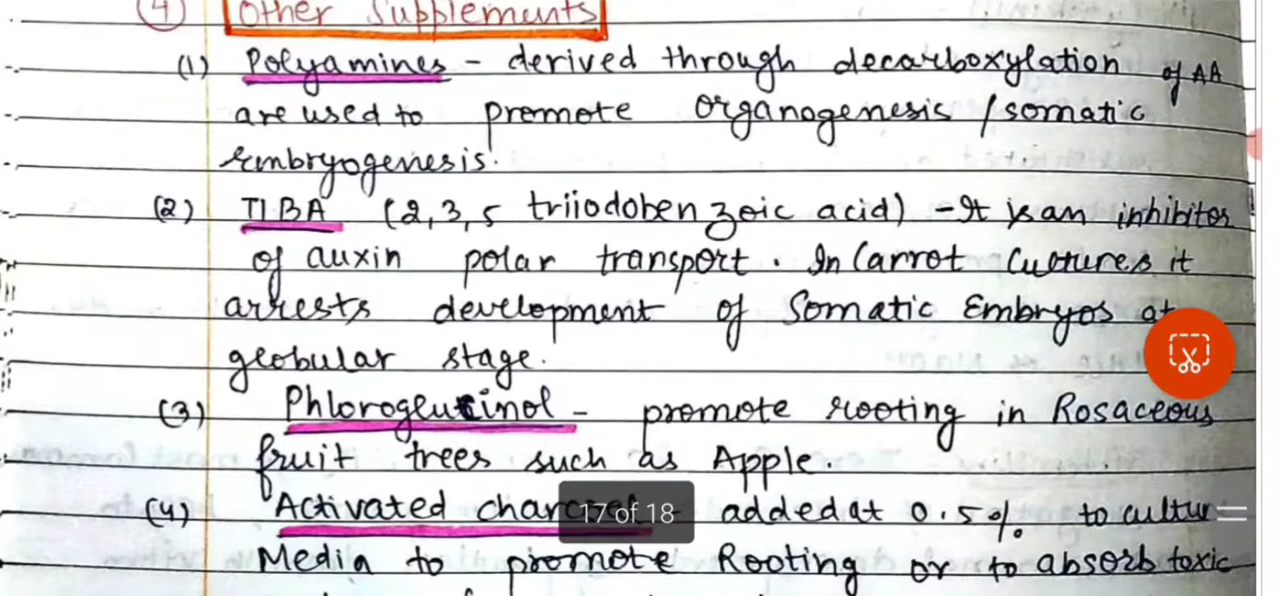 (4) Other Supplements
(1) Polyamines - derived through decarboxylation of AA
are used to promote organogenesis / somatic
embryogenesis.
(2) TIBA (2,3,5 triiodobenzoic acid) - It is an inhibitor
of auxin polar transport. In Carrot Cultures it
arrests development of Somatic Embryos at
globular stage.
(3) Phloroglucinol - promote rooting in Rosaceous
fruit trees such as Apple.
(4) Activated charcoal - added at 0.5% to cultur
17 of 18
Media to promote Rooting or to absorb toxic